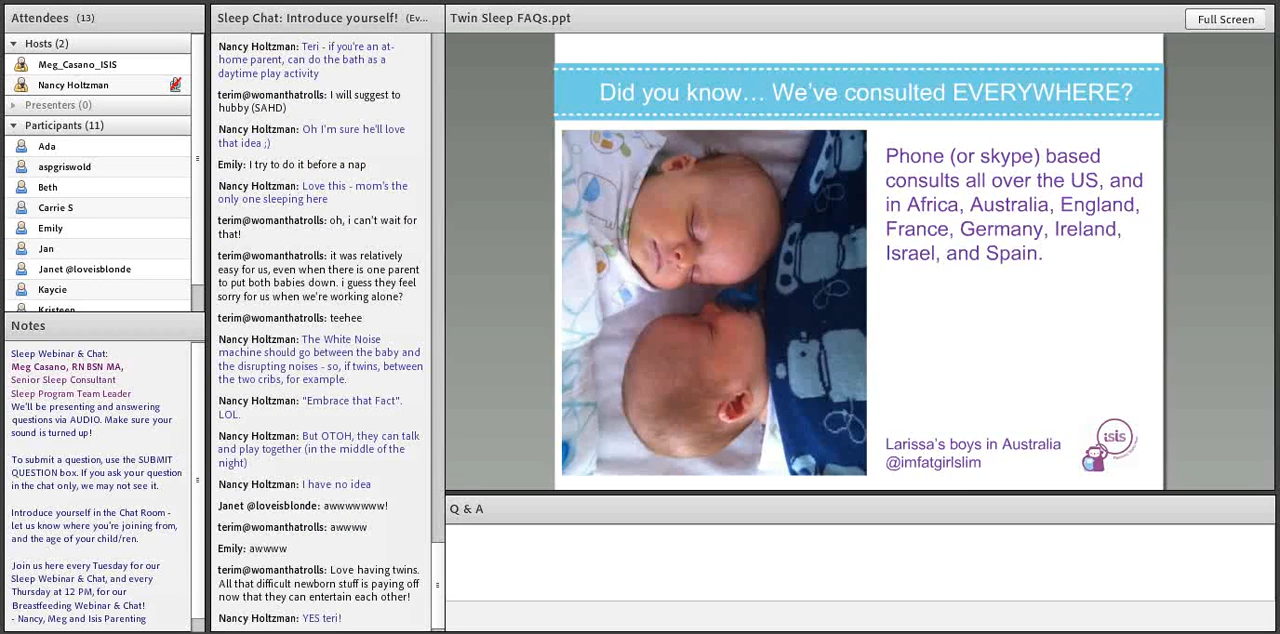 Attendees (13)
Hosts (2)
Meg_Casano_ISIS
Nancy Holtzman
Presenters (0)
Participants (11)
Ada
aspgriswold
Beth
Carrie S
Emily
Jan
Janet @loveisblonde
Kaycie
Kristeen
Notes
Sleep Webinar & Chat:
Meg Casano, RN BSN MA,
Senior Sleep Consultant
Sleep Program Team Leader
We'll be presenting and answering
questions via AUDIO. Make sure your
sound is turned up!
To submit a question, use the SUBMIT
QUESTION box. If you ask your question
in the chat only, we may not see it.
Introduce yourself in the Chat Room -
let us know where you're joining from,
and the age of your child/ren.
Join us here every Tuesday for our
Sleep Webinar & Chat, and every
Thursday at 12 PM, for our
Breastfeeding Webinar & Chat!
- Nancy, Meg and Isis Parenting
Sleep Chat: Introduce yourself! (Ev...
Nancy Holtzman: Teri - if you're an at-
home parent, can do the bath as a
daytime play activity
terim@womanthatrolls: I will suggest to
hubby (SAHD)
Nancy Holtzman: Oh I'm sure he'll love
that idea ;)
Emily: I try to do it before a nap
Nancy Holtzman: Love this - mom's the
only one sleeping here
terim@womanthatrolls: oh, i can't wait for
that!
terim@womanthatrolls: it was relatively
easy for us, even when there is one parent
to put both babies down. i guess they feel
sorry for us when we're working alone?
terim@womanthatrolls: teehee
Nancy Holtzman: The White Noise
machine should go between the baby and
the disrupting noises - so, if twins, between
the two cribs, for example.
Nancy Holtzman: "Embrace that Fact".
LOL.
Nancy Holtzman: But OTOH, they can talk
and play together (in the middle of the
night)
Nancy Holtzman: I have no idea
Janet @loveisblonde: awwwwwww!
terim@womanthatrolls: awwww
Emily: awwww
terim@womanthatrolls: Love having twins.
All that difficult newborn stuff is paying off
now that they can entertain each other!
Nancy Holtzman: YES teri!
Twin Sleep FAQs.ppt
Full Screen
Did you know... We've consulted EVERYWHERE?
Phone (or skype) based
consults all over the US, and
in Africa, Australia, England,
France, Germany, Ireland,
Israel, and Spain.
Larissa's boys in Australia
@imfatgirlslim
isis
Q & A